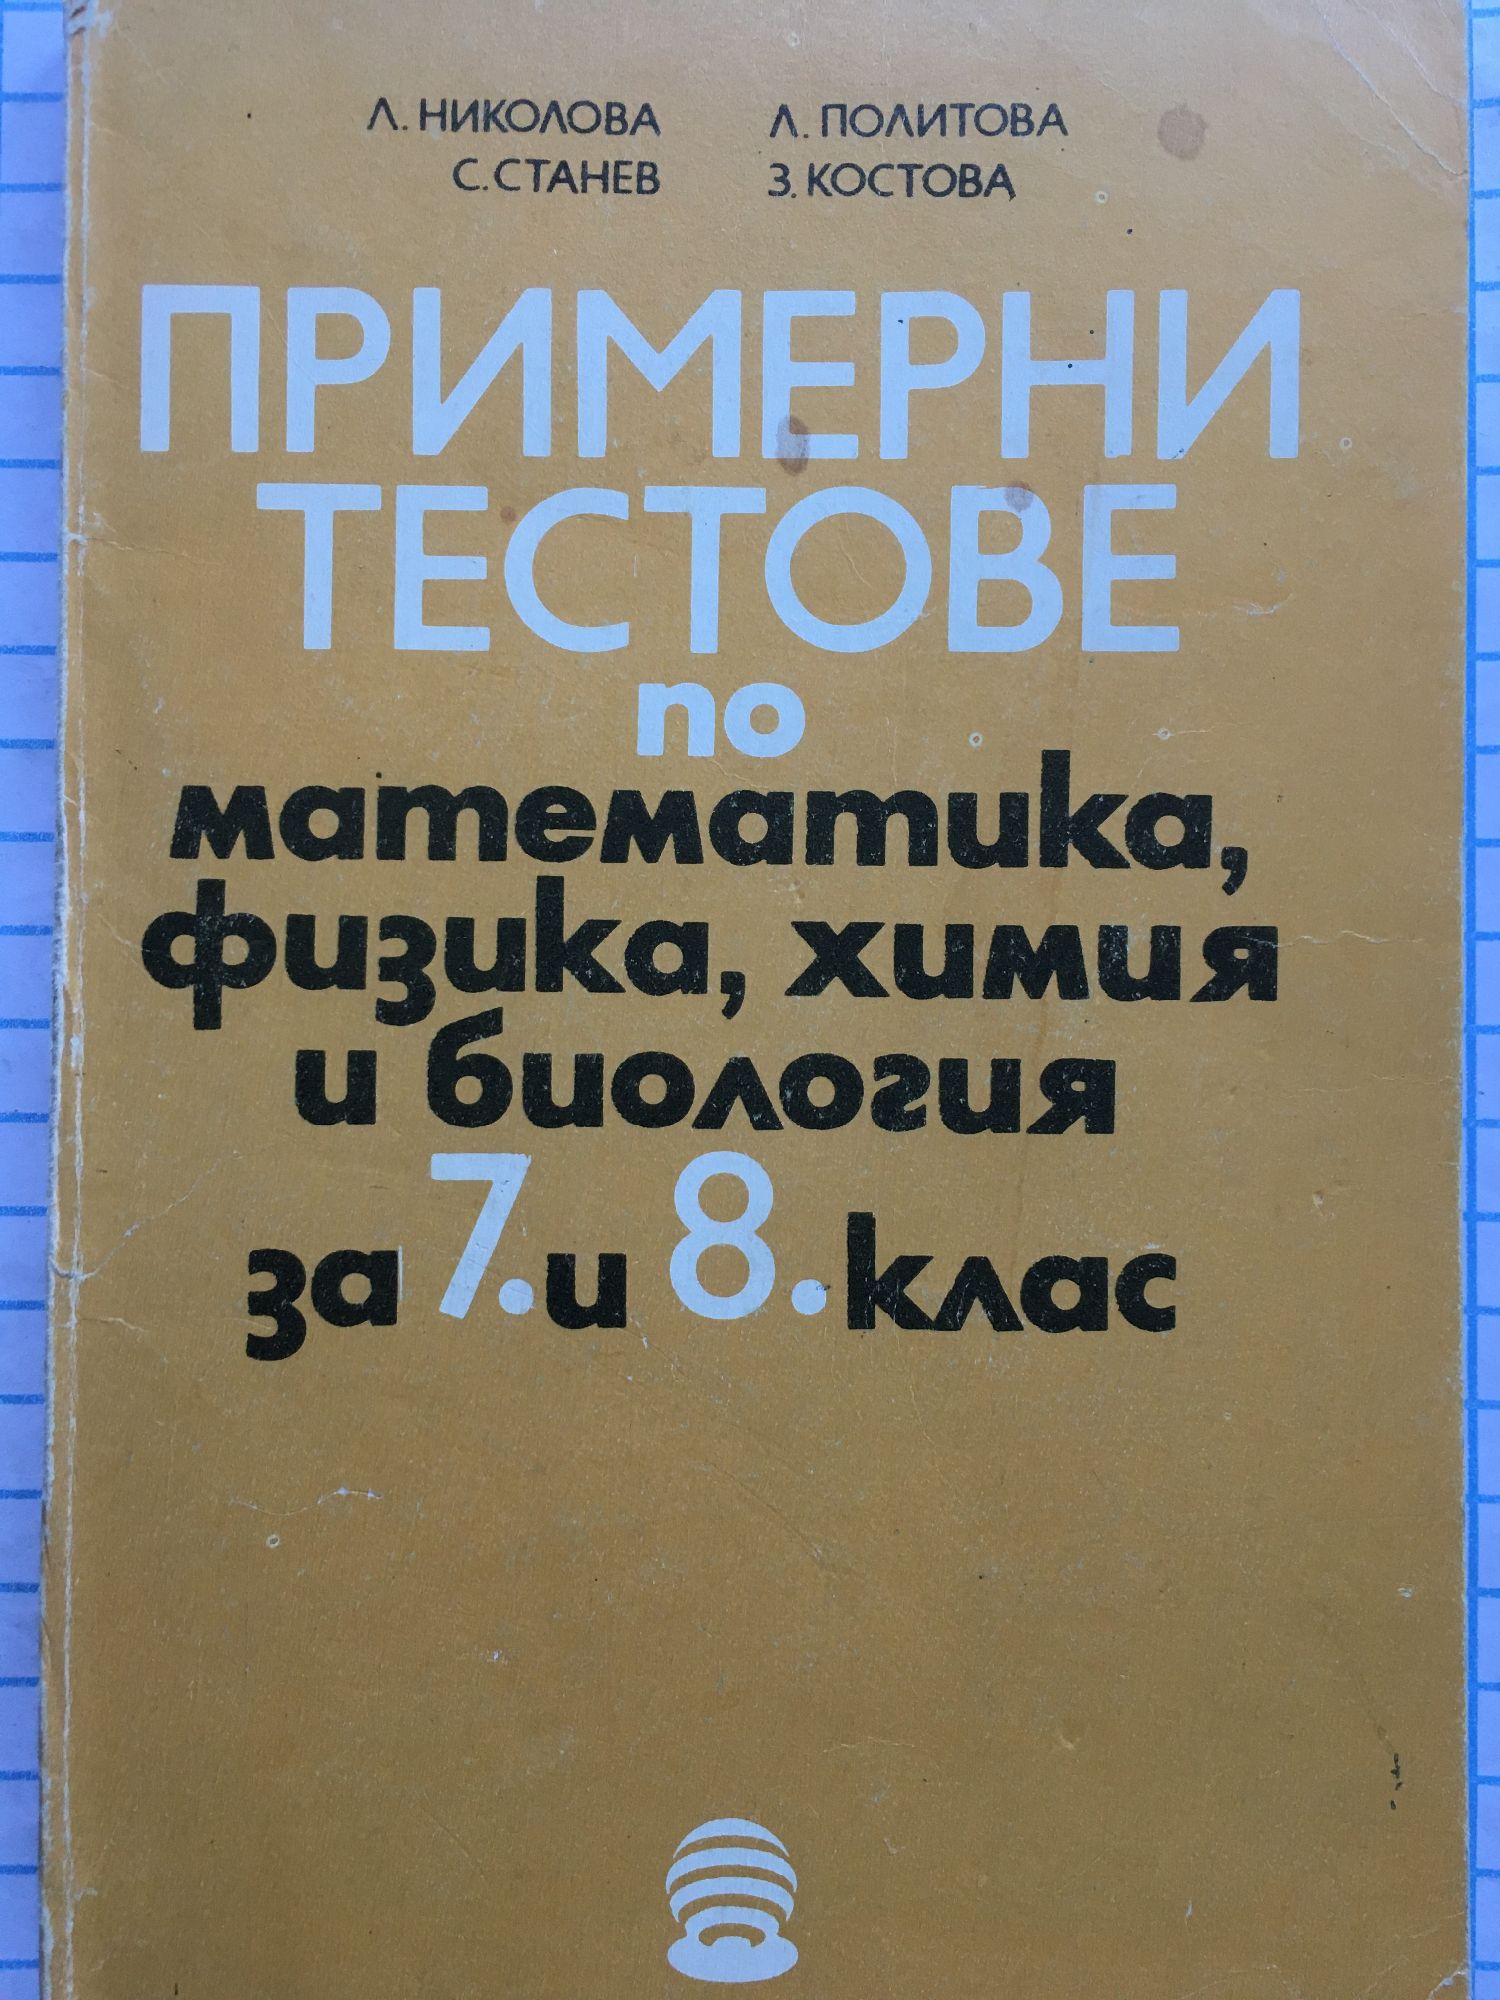 Л. НИКОЛОВА Л. ПОЛИТОВА
С. СТАНЕВ З. КОСТОВА
ПРИМЕРНИ
ТЕСТОВЕ
по
математика,
физика, химия
и биология
за 7. и 8. клас